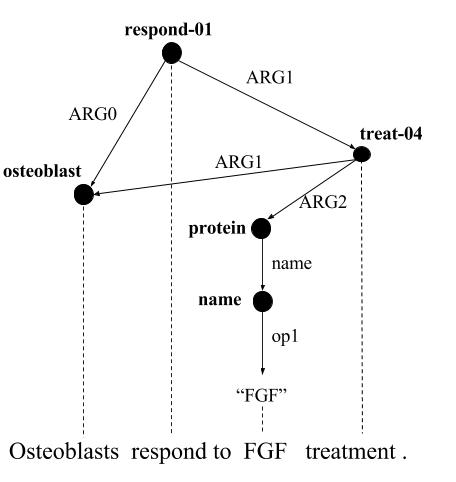 respond-01
ARG1
ARG0
treat-04
osteoblast
ARG1
ARG2
protein
name
name
op1
“FGF”
Osteoblasts respond to FGF treatment .